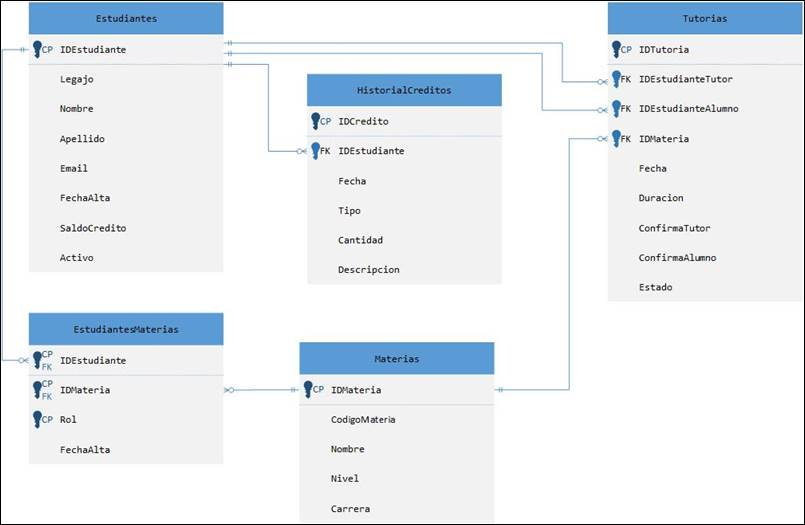 Estudiantes
CP IDEstudiante
Legajo
Nombre
Apellido
Email
FechaAlta
SaldoCredito
Activo
HistorialCreditos
CP IDCredito
FK IDEstudiante
Fecha
Tipo
Cantidad
Descripcion
Tutorias
CP IDTutoria
FK IDEstudianteTutor
FK IDEstudianteAlumno
FK IDMateria
Fecha
Duracion
ConfirmaTutor
ConfirmaAlumno
Estado
EstudiantesMaterias
CP
FK IDEstudiante
CP
FK IDMateria
CP Rol
FechaAlta
Materias
CP IDMateria
CodigoMateria
Nombre
Nivel
Carrera